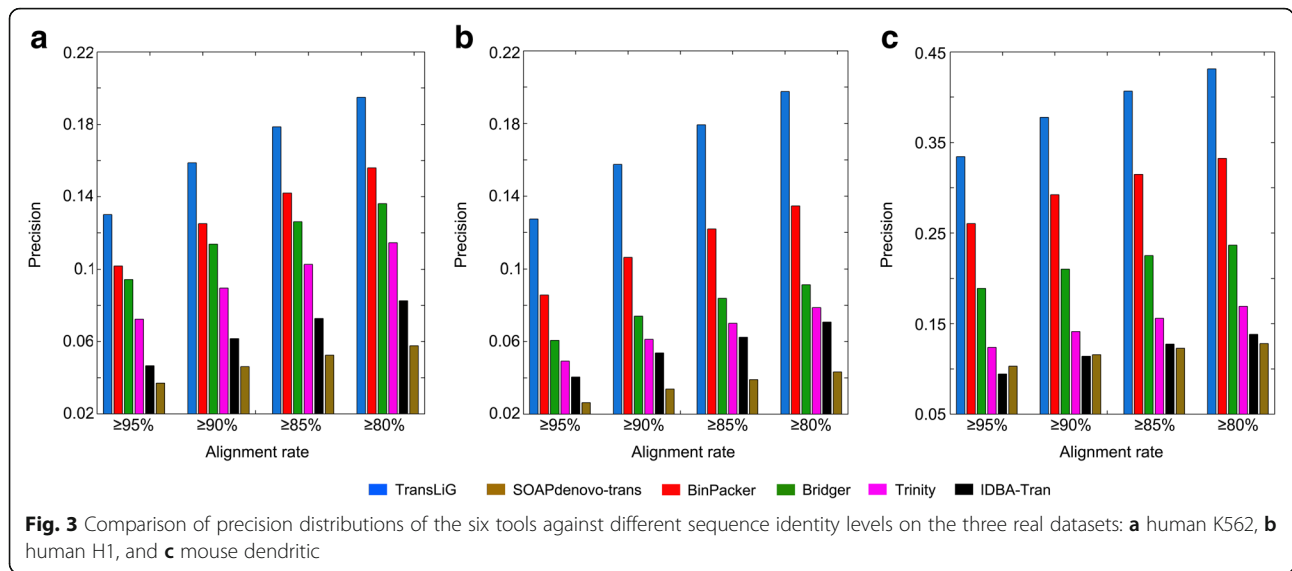 a
b
c
0.22
0.18
0.14
0.1
0.06
0.02
Precision
≥95% ≥90% ≥85% ≥80%
Alignment rate
0.22
0.18
0.14
0.1
0.06
0.02
Precision
≥95% ≥90% ≥85% ≥80%
Alignment rate
0.45
0.35
0.25
0.15
0.05
Precision
≥95% ≥90% ≥85% ≥80%
Alignment rate
TransLiG SOAPdenovo-trans BinPacker Bridger Trinity IDBA-Tran
Fig. 3 Comparison of precision distributions of the six tools against different sequence identity levels on the three real datasets: a human K562, b
human H1, and c mouse dendritic